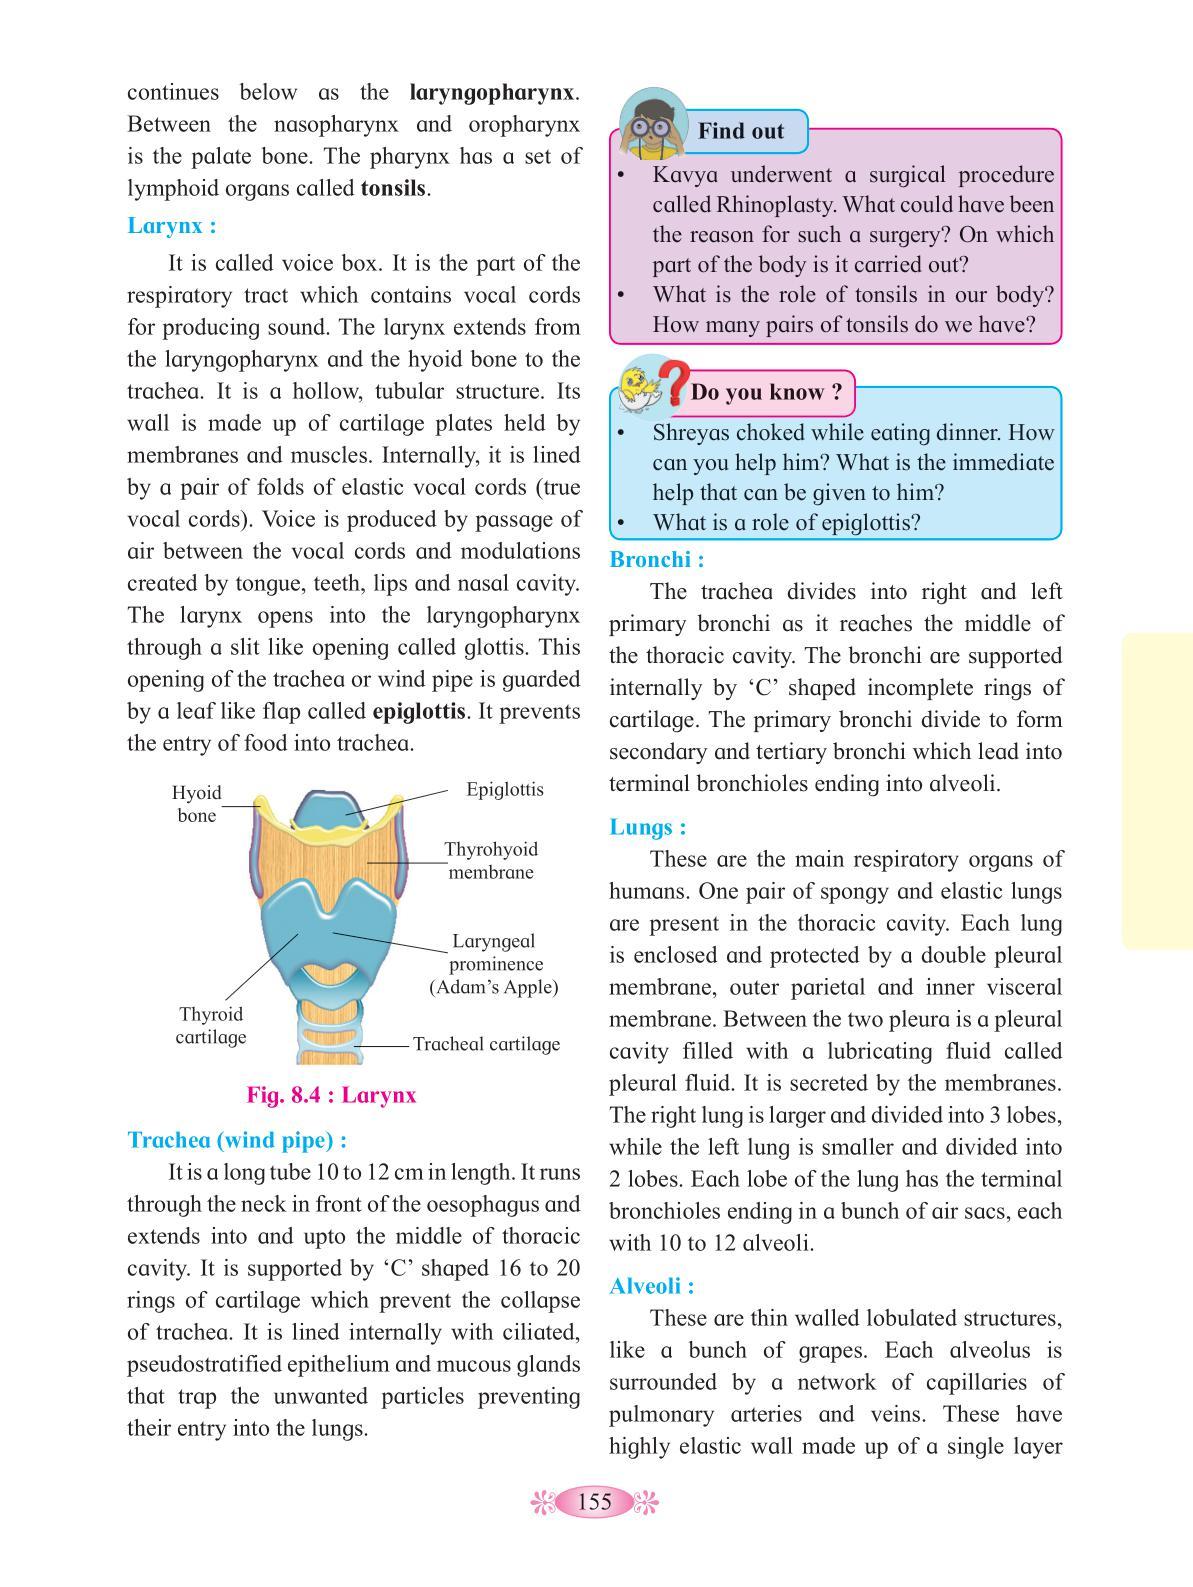 continues below as the laryngopharynx.
Between the nasopharynx and oropharynx
is the palate bone. The pharynx has a set of
lymphoid organs called tonsils.
Larynx :
It is called voice box. It is the part of the
respiratory tract which contains vocal cords
for producing sound. The larynx extends from
the laryngopharynx and the hyoid bone to the
trachea. It is a hollow, tubular structure. Its
wall is made up of cartilage plates held by
membranes and muscles. Internally, it is lined
by a pair of folds of elastic vocal cords (true
vocal cords). Voice is produced by passage of
air between the vocal cords and modulations
created by tongue, teeth, lips and nasal cavity.
The larynx opens into the laryngopharynx
through a slit like opening called glottis. This
opening of the trachea or wind pipe is guarded
by a leaf like flap called epiglottis. It prevents
the entry of food into trachea.
Hyoid
bone
Epiglottis
Thyrohyoid
membrane
Laryngeal
prominence
(Adam's Apple)
Thyroid
cartilage
Tracheal cartilage
Fig. 8.4 : Larynx
Trachea (wind pipe) :
It is a long tube 10 to 12 cm in length. It runs
through the neck in front of the oesophagus and
extends into and upto the middle of thoracic
cavity. It is supported by ‘C’ shaped 16 to 20
rings of cartilage which prevent the collapse
of trachea. It is lined internally with ciliated,
pseudostratified epithelium and mucous glands
that trap the unwanted particles preventing
their entry into the lungs.
Find out
• Kavya underwent a surgical procedure
called Rhinoplasty. What could have been
the reason for such a surgery? On which
part of the body is it carried out?
• What is the role of tonsils in our body?
How many pairs of tonsils do we have?
Do you know ?
• Shreyas choked while eating dinner. How
can you help him? What is the immediate
help that can be given to him?
• What is a role of epiglottis?
Bronchi :
The trachea divides into right and left
primary bronchi as it reaches the middle of
the thoracic cavity. The bronchi are supported
internally by ‘C’ shaped incomplete rings of
cartilage. The primary bronchi divide to form
secondary and tertiary bronchi which lead into
terminal bronchioles ending into alveoli.
Lungs :
These are the main respiratory organs of
humans. One pair of spongy and elastic lungs
are present in the thoracic cavity. Each lung
is enclosed and protected by a double pleural
membrane, outer parietal and inner visceral
membrane. Between the two pleura is a pleural
cavity filled with a lubricating fluid called
pleural fluid. It is secreted by the membranes.
The right lung is larger and divided into 3 lobes,
while the left lung is smaller and divided into
2 lobes. Each lobe of the lung has the terminal
bronchioles ending in a bunch of air sacs, each
with 10 to 12 alveoli.
Alveoli :
These are thin walled lobulated structures,
like a bunch of grapes. Each alveolus is
surrounded by a network of capillaries of
pulmonary arteries and veins. These have
highly elastic wall made up of a single layer
155